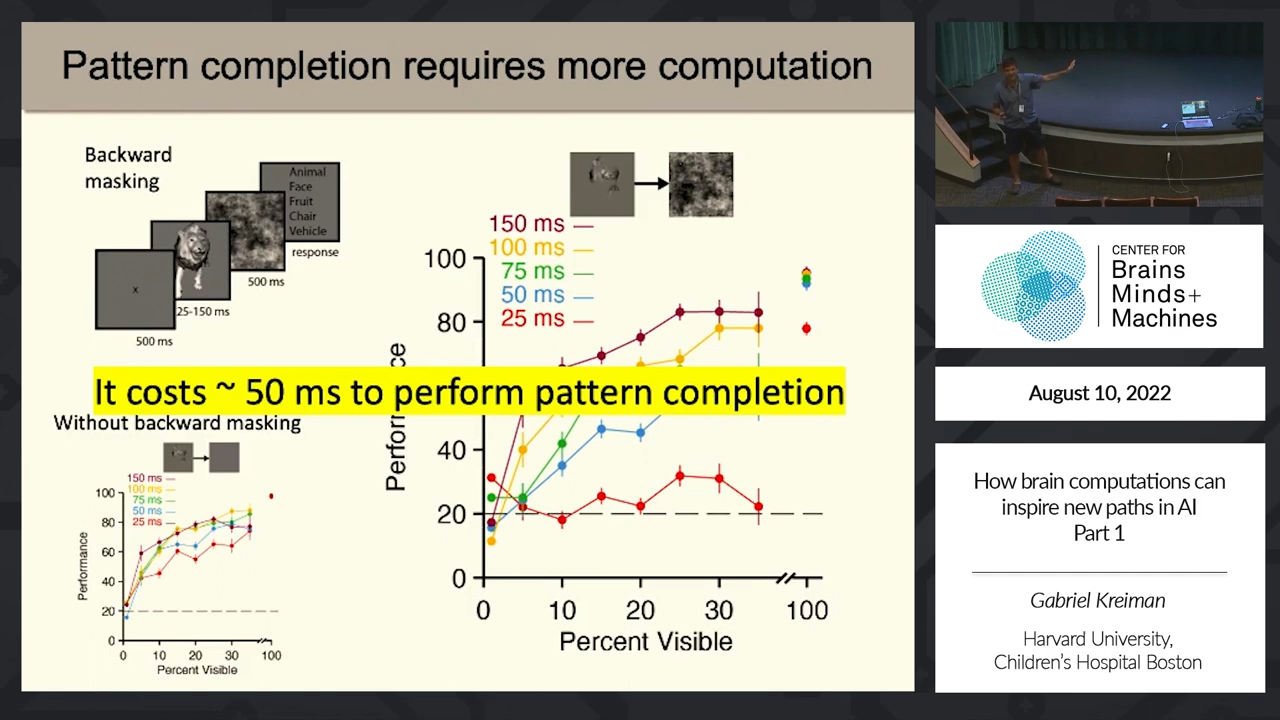 Pattern completion requires more computation
Backward
masking
x
500 ms
25-150 ms
500 ms
Animal
Face
Fruit
Chair
Vehicle
response
150 ms
100 ms
75 ms
50 ms
25 ms
100
80
40
20
0
0
10
20
30
100
Percent Visible
It costs ~ 50 ms to perform pattern completion
Without backward masking
150 ms
100 ms
75 ms
50 ms
25 ms
Performance
100
80
60
40
20
0
0
10
20
30
100
Percent Visible
CENTER FOR
Brains
Minds+
Machines
August 10, 2022
How brain computations can
inspire new paths in AI
Part 1
Gabriel Kreiman
Harvard University,
Children's Hospital Boston